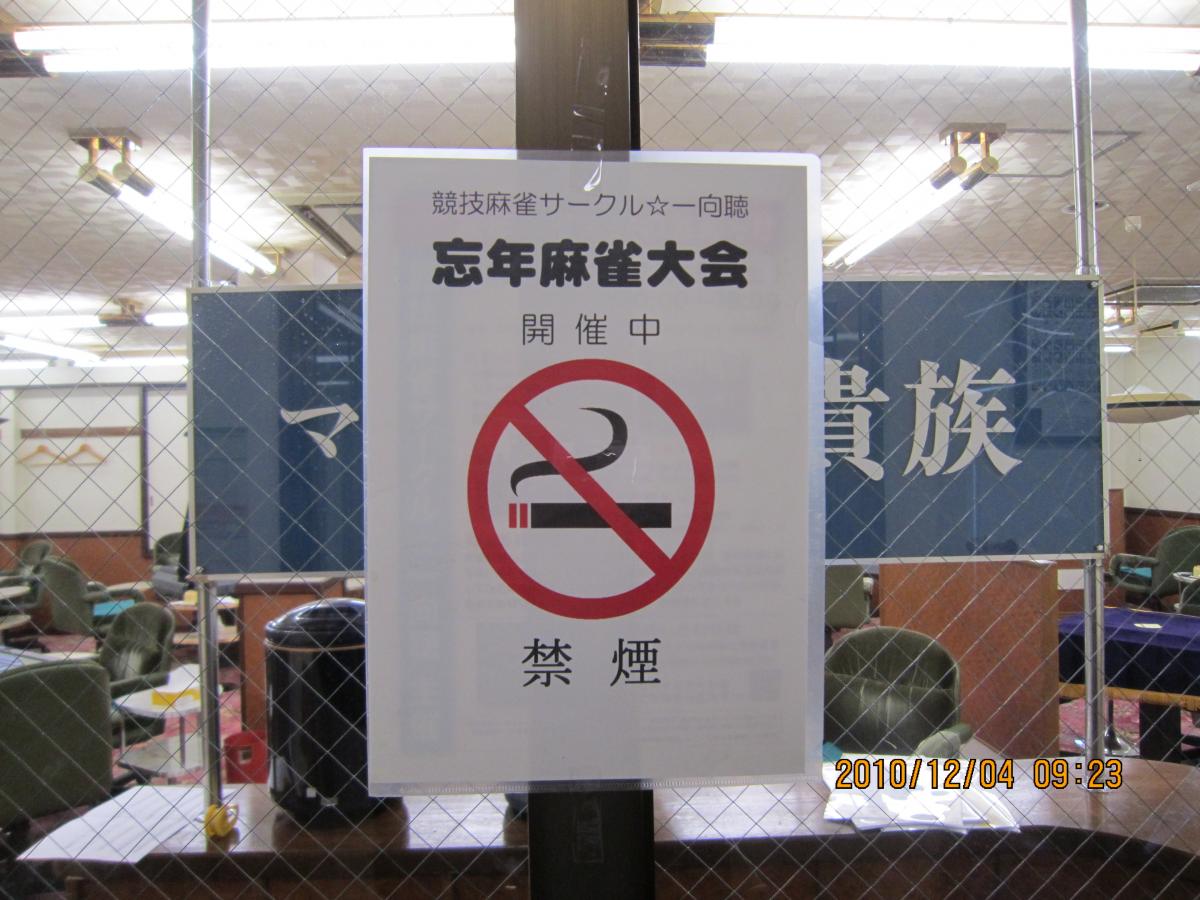 競技麻雀サークル☆一向聴
忘年麻雀大会
開催中
禁煙
マ
貴族
2010/12/04 09:23